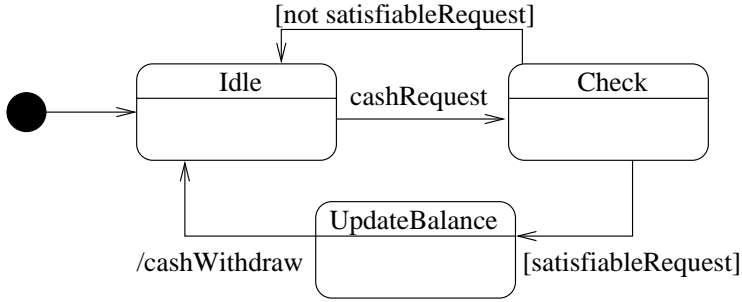 [not satisfiableRequest]
Idle
cashRequest
Check
UpdateBalance
/cashWithdraw
[satisfiableRequest]